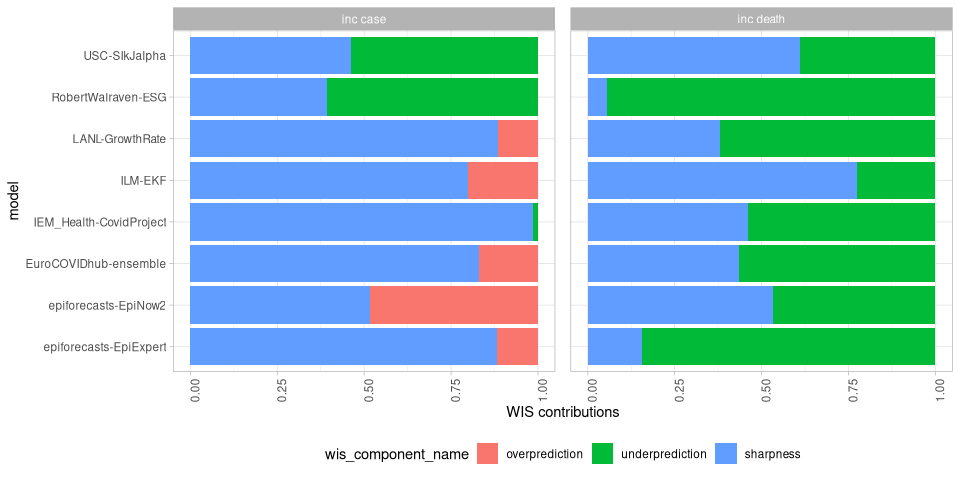 inc case
inc death
model
USC-SIkJalpha
RobertWalraven-ESG
LANL-GrowthRate
ILM-EKF
IEM_Health-CovidProject
EuroCOVIDhub-ensemble
epiforecasts-EpiNow2
epiforecasts-EpiExpert
0.00 0.25 0.50 0.75 1.00
0.00 0.25 0.50 0.75 1.00
WIS contributions
wis_component_name overprediction underprediction sharpness